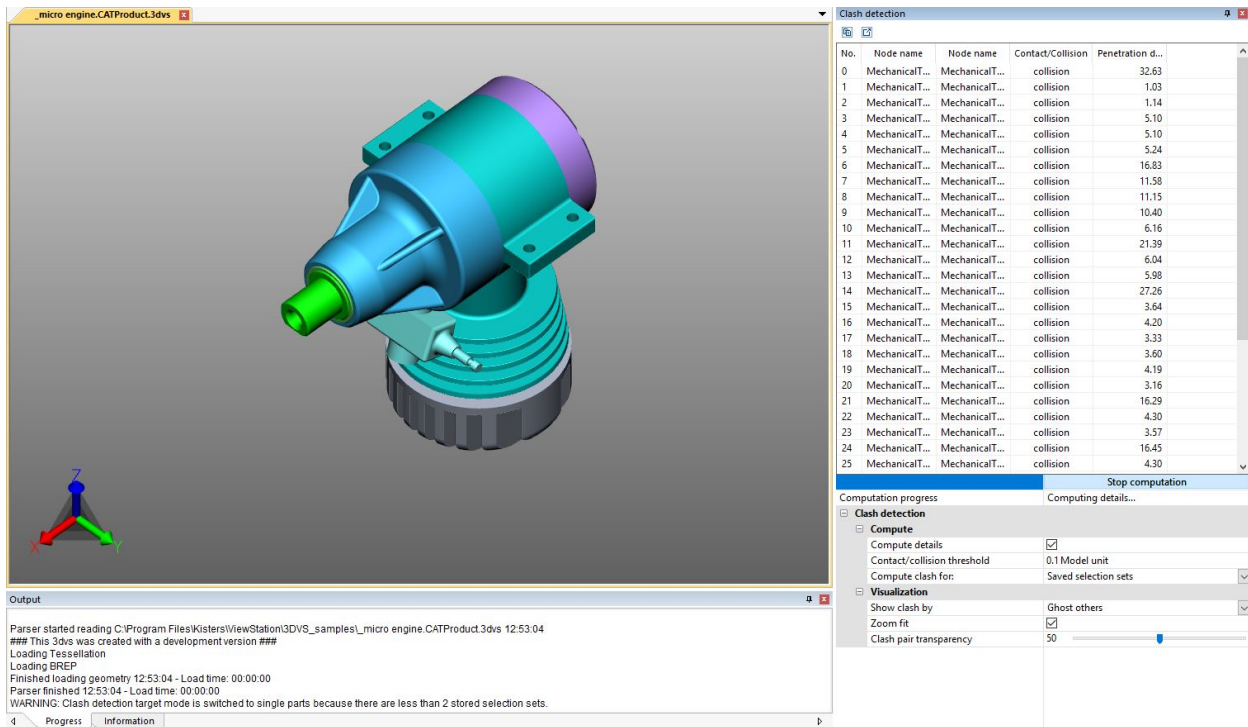 _micro engine.CATProduct.3dvs
Clash detection
No. Node name Node name Contact/Collision Penetration d...
0 MechanicalT... MechanicalT... collision 32.63
1 MechanicalT... MechanicalT... collision 1.03
2 MechanicalT... MechanicalT... collision 1.14
3 MechanicalT... MechanicalT... collision 5.10
4 MechanicalT... MechanicalT... collision 5.10
5 MechanicalT... MechanicalT... collision 5.24
6 MechanicalT... MechanicalT... collision 16.83
7 MechanicalT... MechanicalT... collision 11.58
8 MechanicalT... MechanicalT... collision 11.15
9 MechanicalT... MechanicalT... collision 10.40
10 MechanicalT... MechanicalT... collision 6.16
11 MechanicalT... MechanicalT... collision 21.39
12 MechanicalT... MechanicalT... collision 6.04
13 MechanicalT... MechanicalT... collision 5.98
14 MechanicalT... MechanicalT... collision 27.26
15 MechanicalT... MechanicalT... collision 3.64
16 MechanicalT... MechanicalT... collision 4.20
17 MechanicalT... MechanicalT... collision 3.33
18 MechanicalT... MechanicalT... collision 3.60
19 MechanicalT... MechanicalT... collision 4.19
20 MechanicalT... MechanicalT... collision 3.16
21 MechanicalT... MechanicalT... collision 16.29
22 MechanicalT... MechanicalT... collision 4.30
23 MechanicalT... MechanicalT... collision 3.57
24 MechanicalT... MechanicalT... collision 16.45
25 MechanicalT... MechanicalT... collision 4.30
Stop computation
Computation progress Computing details...
Clash detection
Compute
Compute details
Contact/collision threshold 0.1 Model unit
Compute clash for: Saved selection sets
Visualization
Show clash by Ghost others
Zoom fit
Clash pair transparency 50
Z
X
Y
Output
Parser started reading C:\Program Files\Kisters\ViewStation\3DVS_samples\_micro engine.CATProduct.3dvs 12:53:04
### This 3dvs was created with a development version ###
Loading Tessellation
Loading BREP
Finished loading geometry 12:53:04 - Load time: 00:00:00
Parser finished 12:53:04 - Load time: 00:00:00
WARNING: Clash detection target mode is switched to single parts because there are less than 2 stored selection sets.
Progress Information